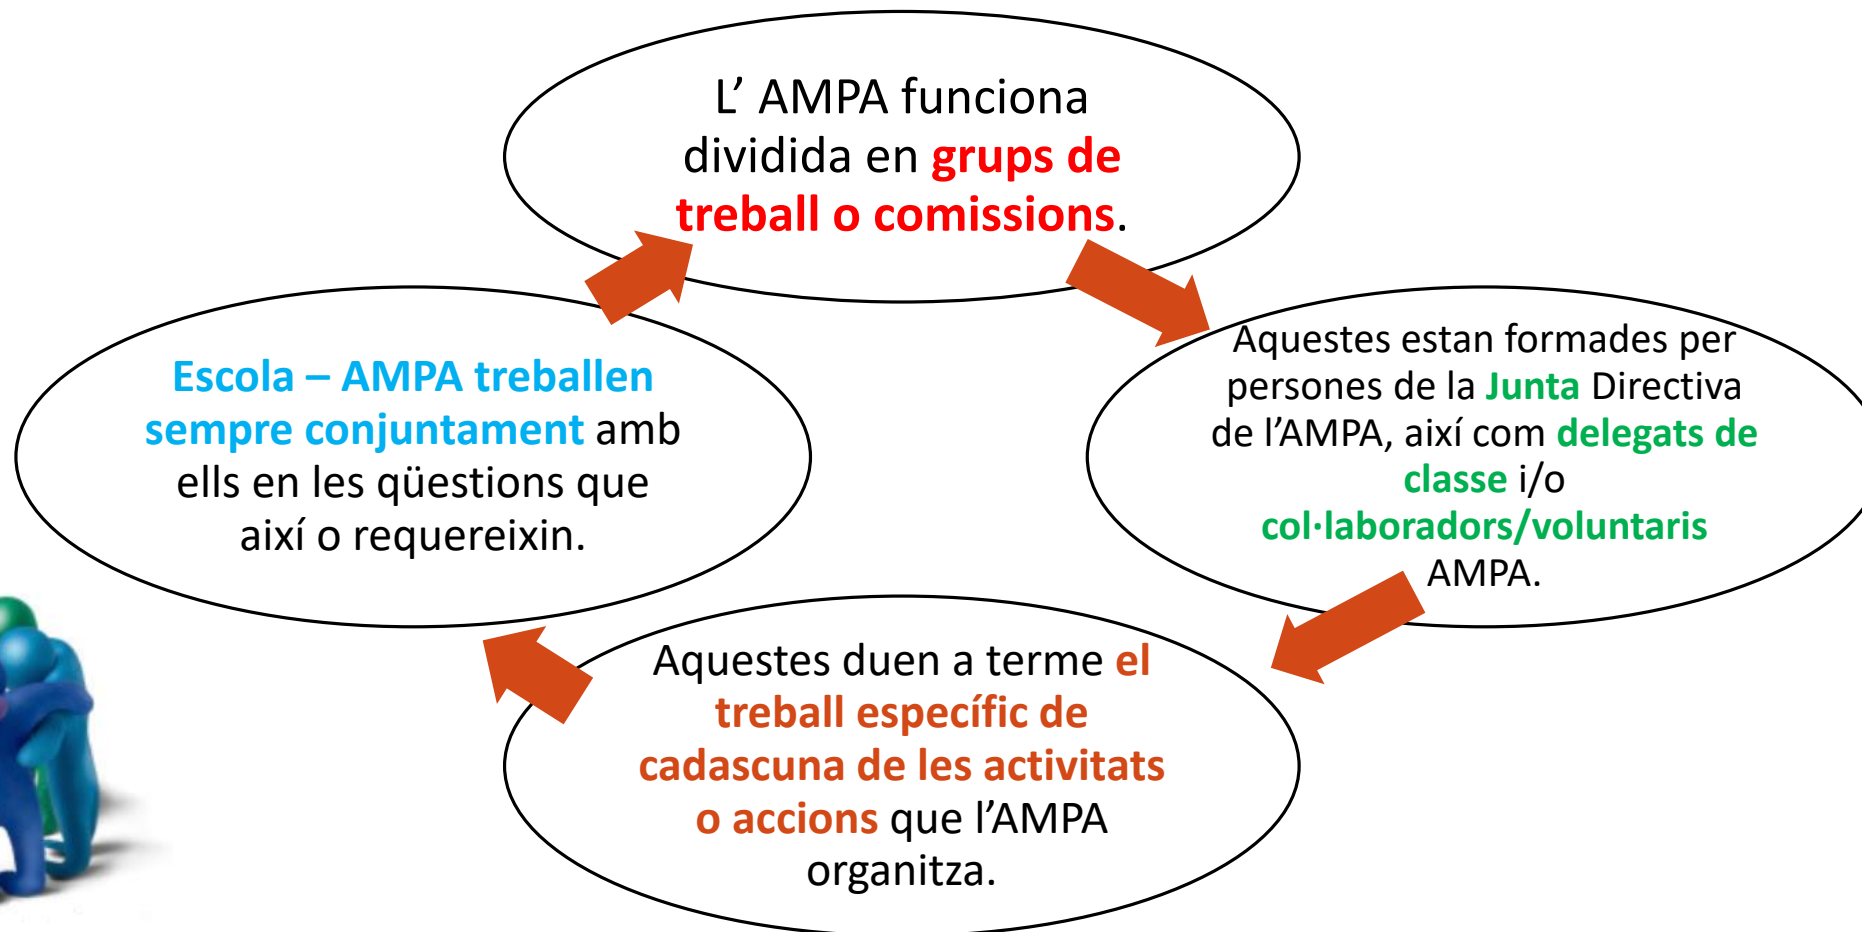 L’ AMPA funciona
dividida en grups de
treball o comissions.
Aquestes estan formades per
persones de la Junta Directiva
de l’AMPA, així com delegats de
classe i/o
col·laboradors/voluntaris
AMPA.
Aquestes duen a terme el
treball específic de
cadascuna de les activitats
o accions que l’AMPA
organitza.
Escola – AMPA treballen
sempre conjuntament amb
ells en les qüestions que
així o requereixin.